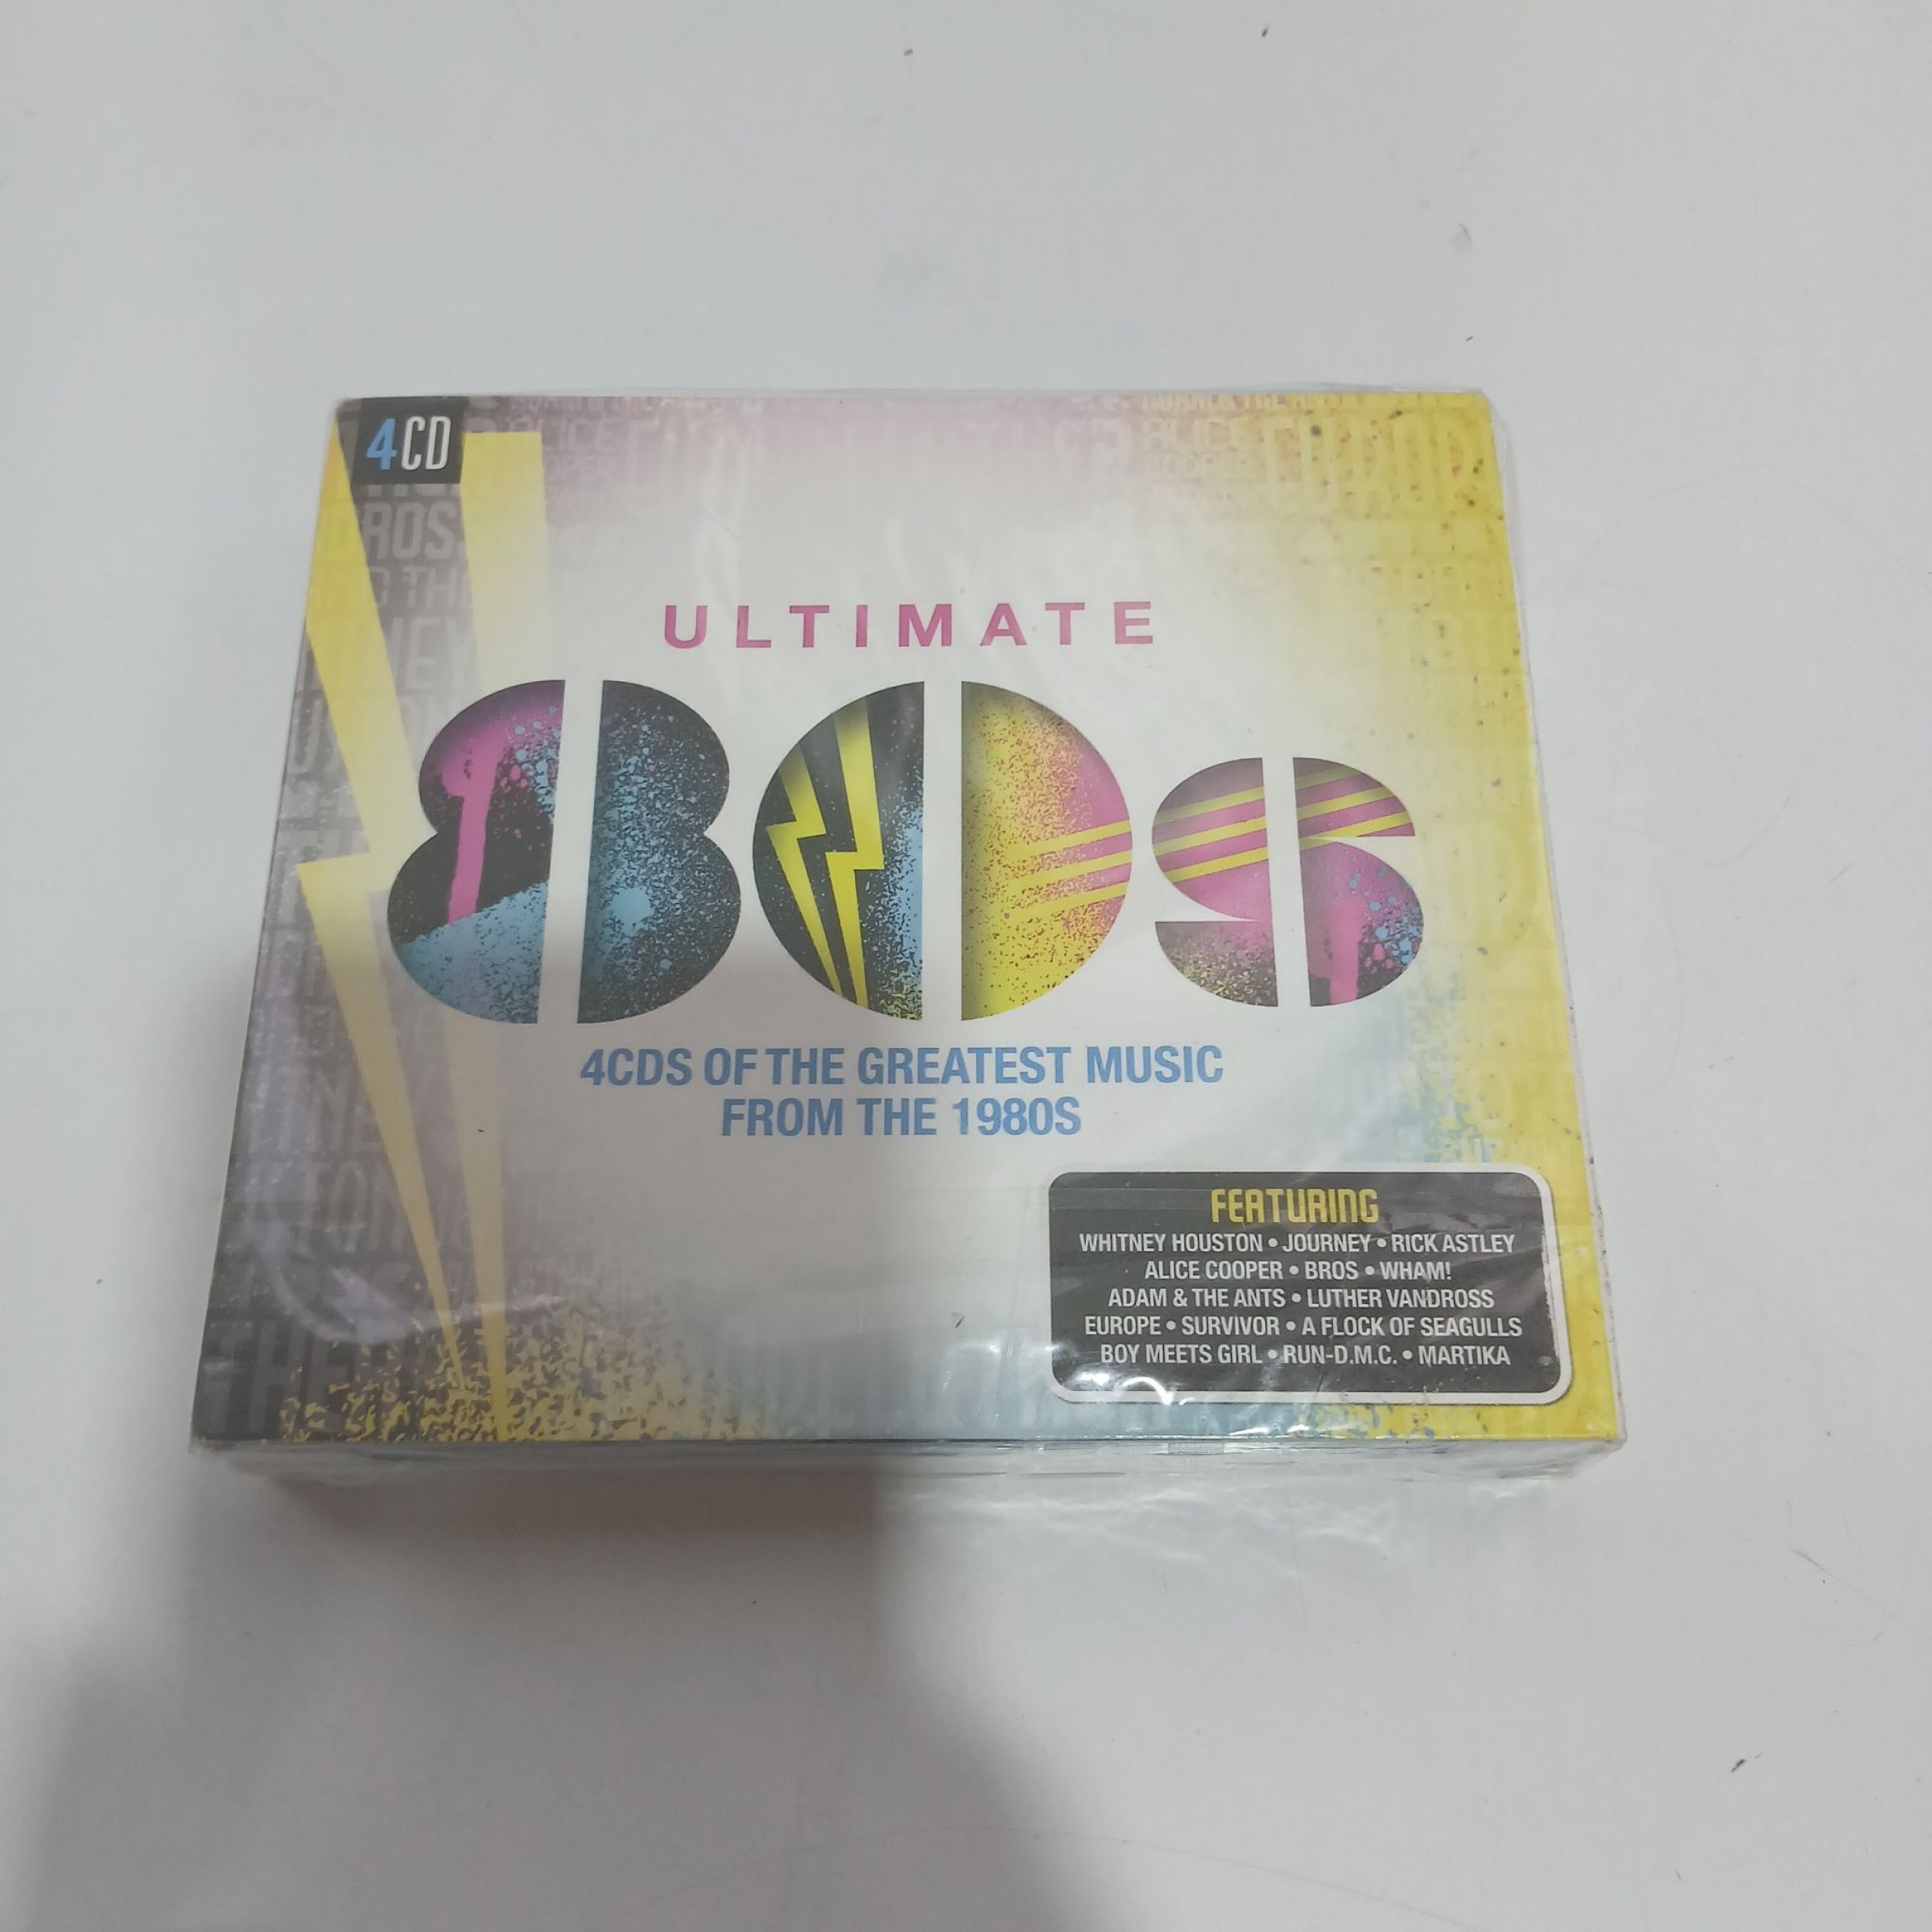 4CD
ULTIMATE
80s
4CDS OF THE GREATEST MUSIC
FROM THE 1980S
FEATURING
WHITNEY HOUSTON • JOURNEY • RICK ASTLEY
ALICE COOPER • BROS • WHAM!
ADAM & THE ANTS • LUTHER VANDROSS
EUROPE • SURVIVOR • A FLOCK OF SEAGULLS
BOY MEETS GIRL • RUN-D.M.C. • MARTIKA